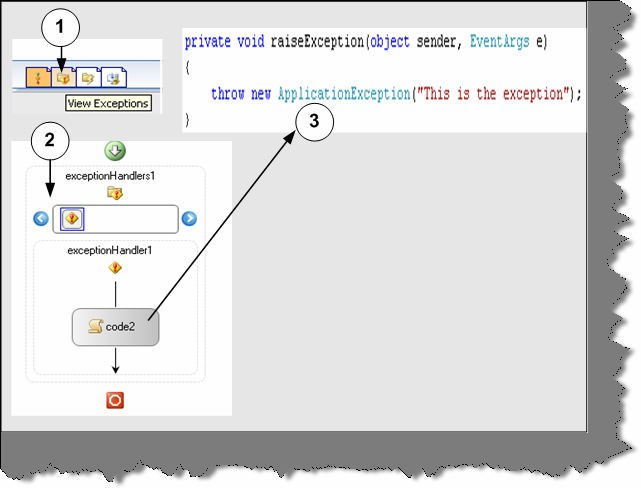 1
private void raiseException(object sender, EventArgs e)
{
throw new ApplicationException("This is the exception");
}
View Exceptions
3
2
exceptionHandlers1
exceptionHandler1
code2